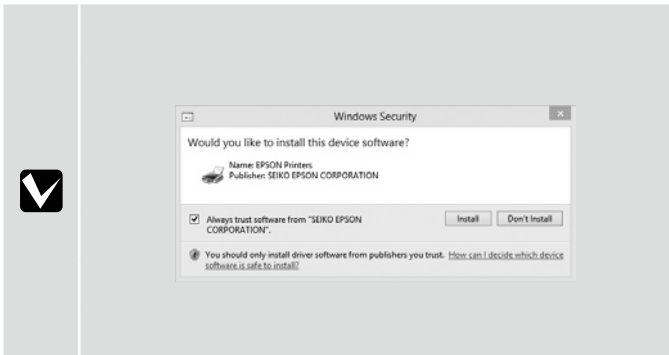 Windows Security
Would you like to install this device software?
Name: EPSON Printers
Publisher: SEIKO EPSON CORPORATION
Always trust software from "SEIKO EPSON
CORPORATION".
Install
Don't Install
You should only install driver software from publishers you trust. How can I decide which device
software is safe to install?